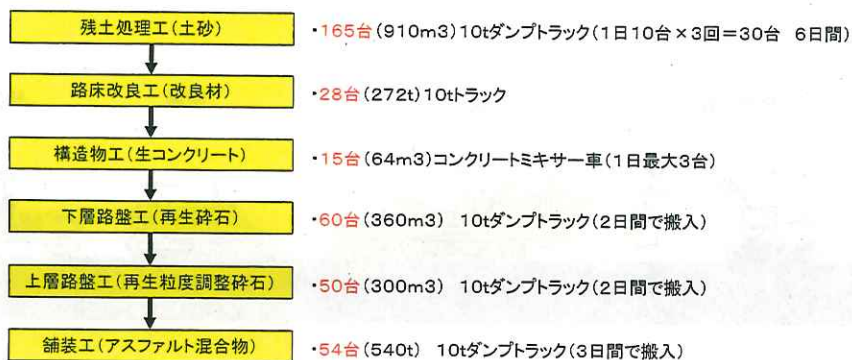 残土処理工(土砂) ・165台(910m3)10tダンプトラック(1日10台×3回=30台 6日間)
路床改良工(改良材) ・28台(272t)10tトラック
構造物工(生コンクリート) ・15台(64m3)コンクリートミキサー車(1日最大3台)
下層路盤工(再生砕石) ・60台(360m3) 10tダンプトラック(2日間で搬入)
上層路盤工(再生粒度調整砕石) ・50台(300m3) 10tダンプトラック(2日間で搬入)
舗装工(アスファルト混合物) ・54台(540t) 10tダンプトラック(3日間で搬入)